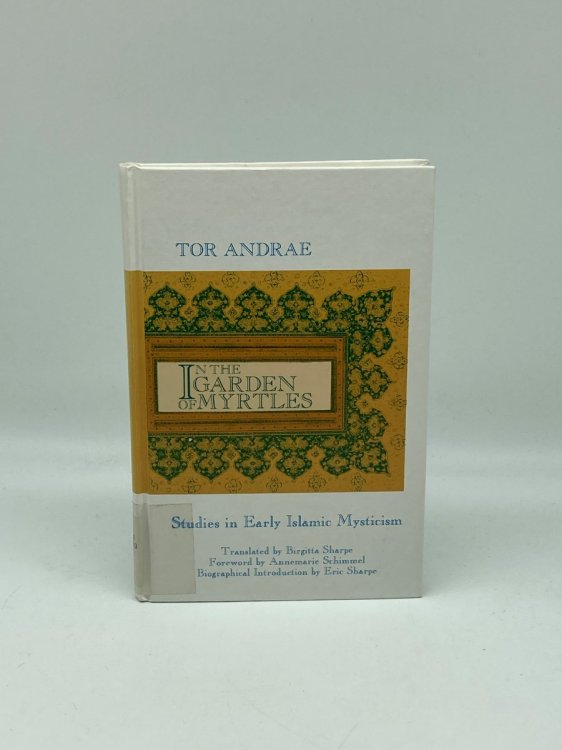 TOR ANDRAE
IN THE
GARDEN
OF MYRTLES
Studies in Early Islamic Mysticism
Translated by Birgitta Sharpe
Foreword by Annemarie Schimmel
Biographical Introduction by Eric Sharpe